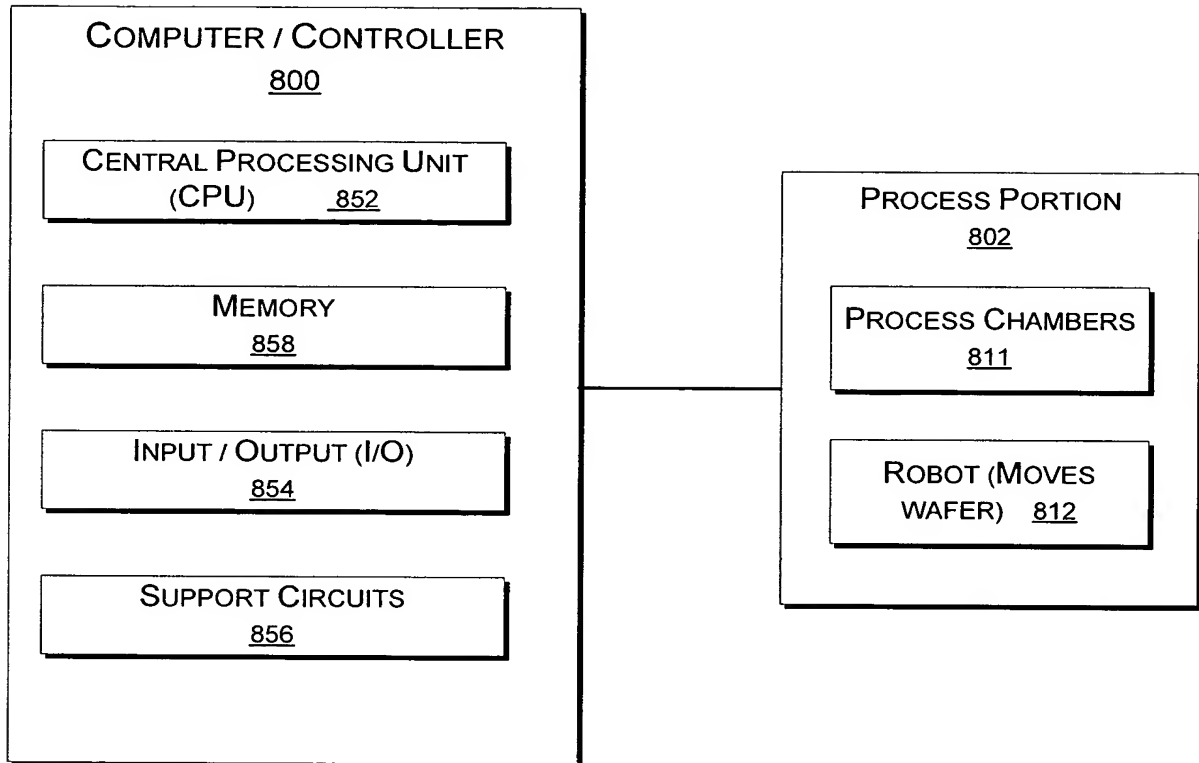 COMPUTER / CONTROLLER
800
CENTRAL PROCESSING UNIT
(CPU) 852
MEMORY
858
INPUT / OUTPUT (I/O)
854
SUPPORT CIRCUITS
856
PROCESS PORTION
802
PROCESS CHAMBERS
811
ROBOT (MOVES
WAFER) 812